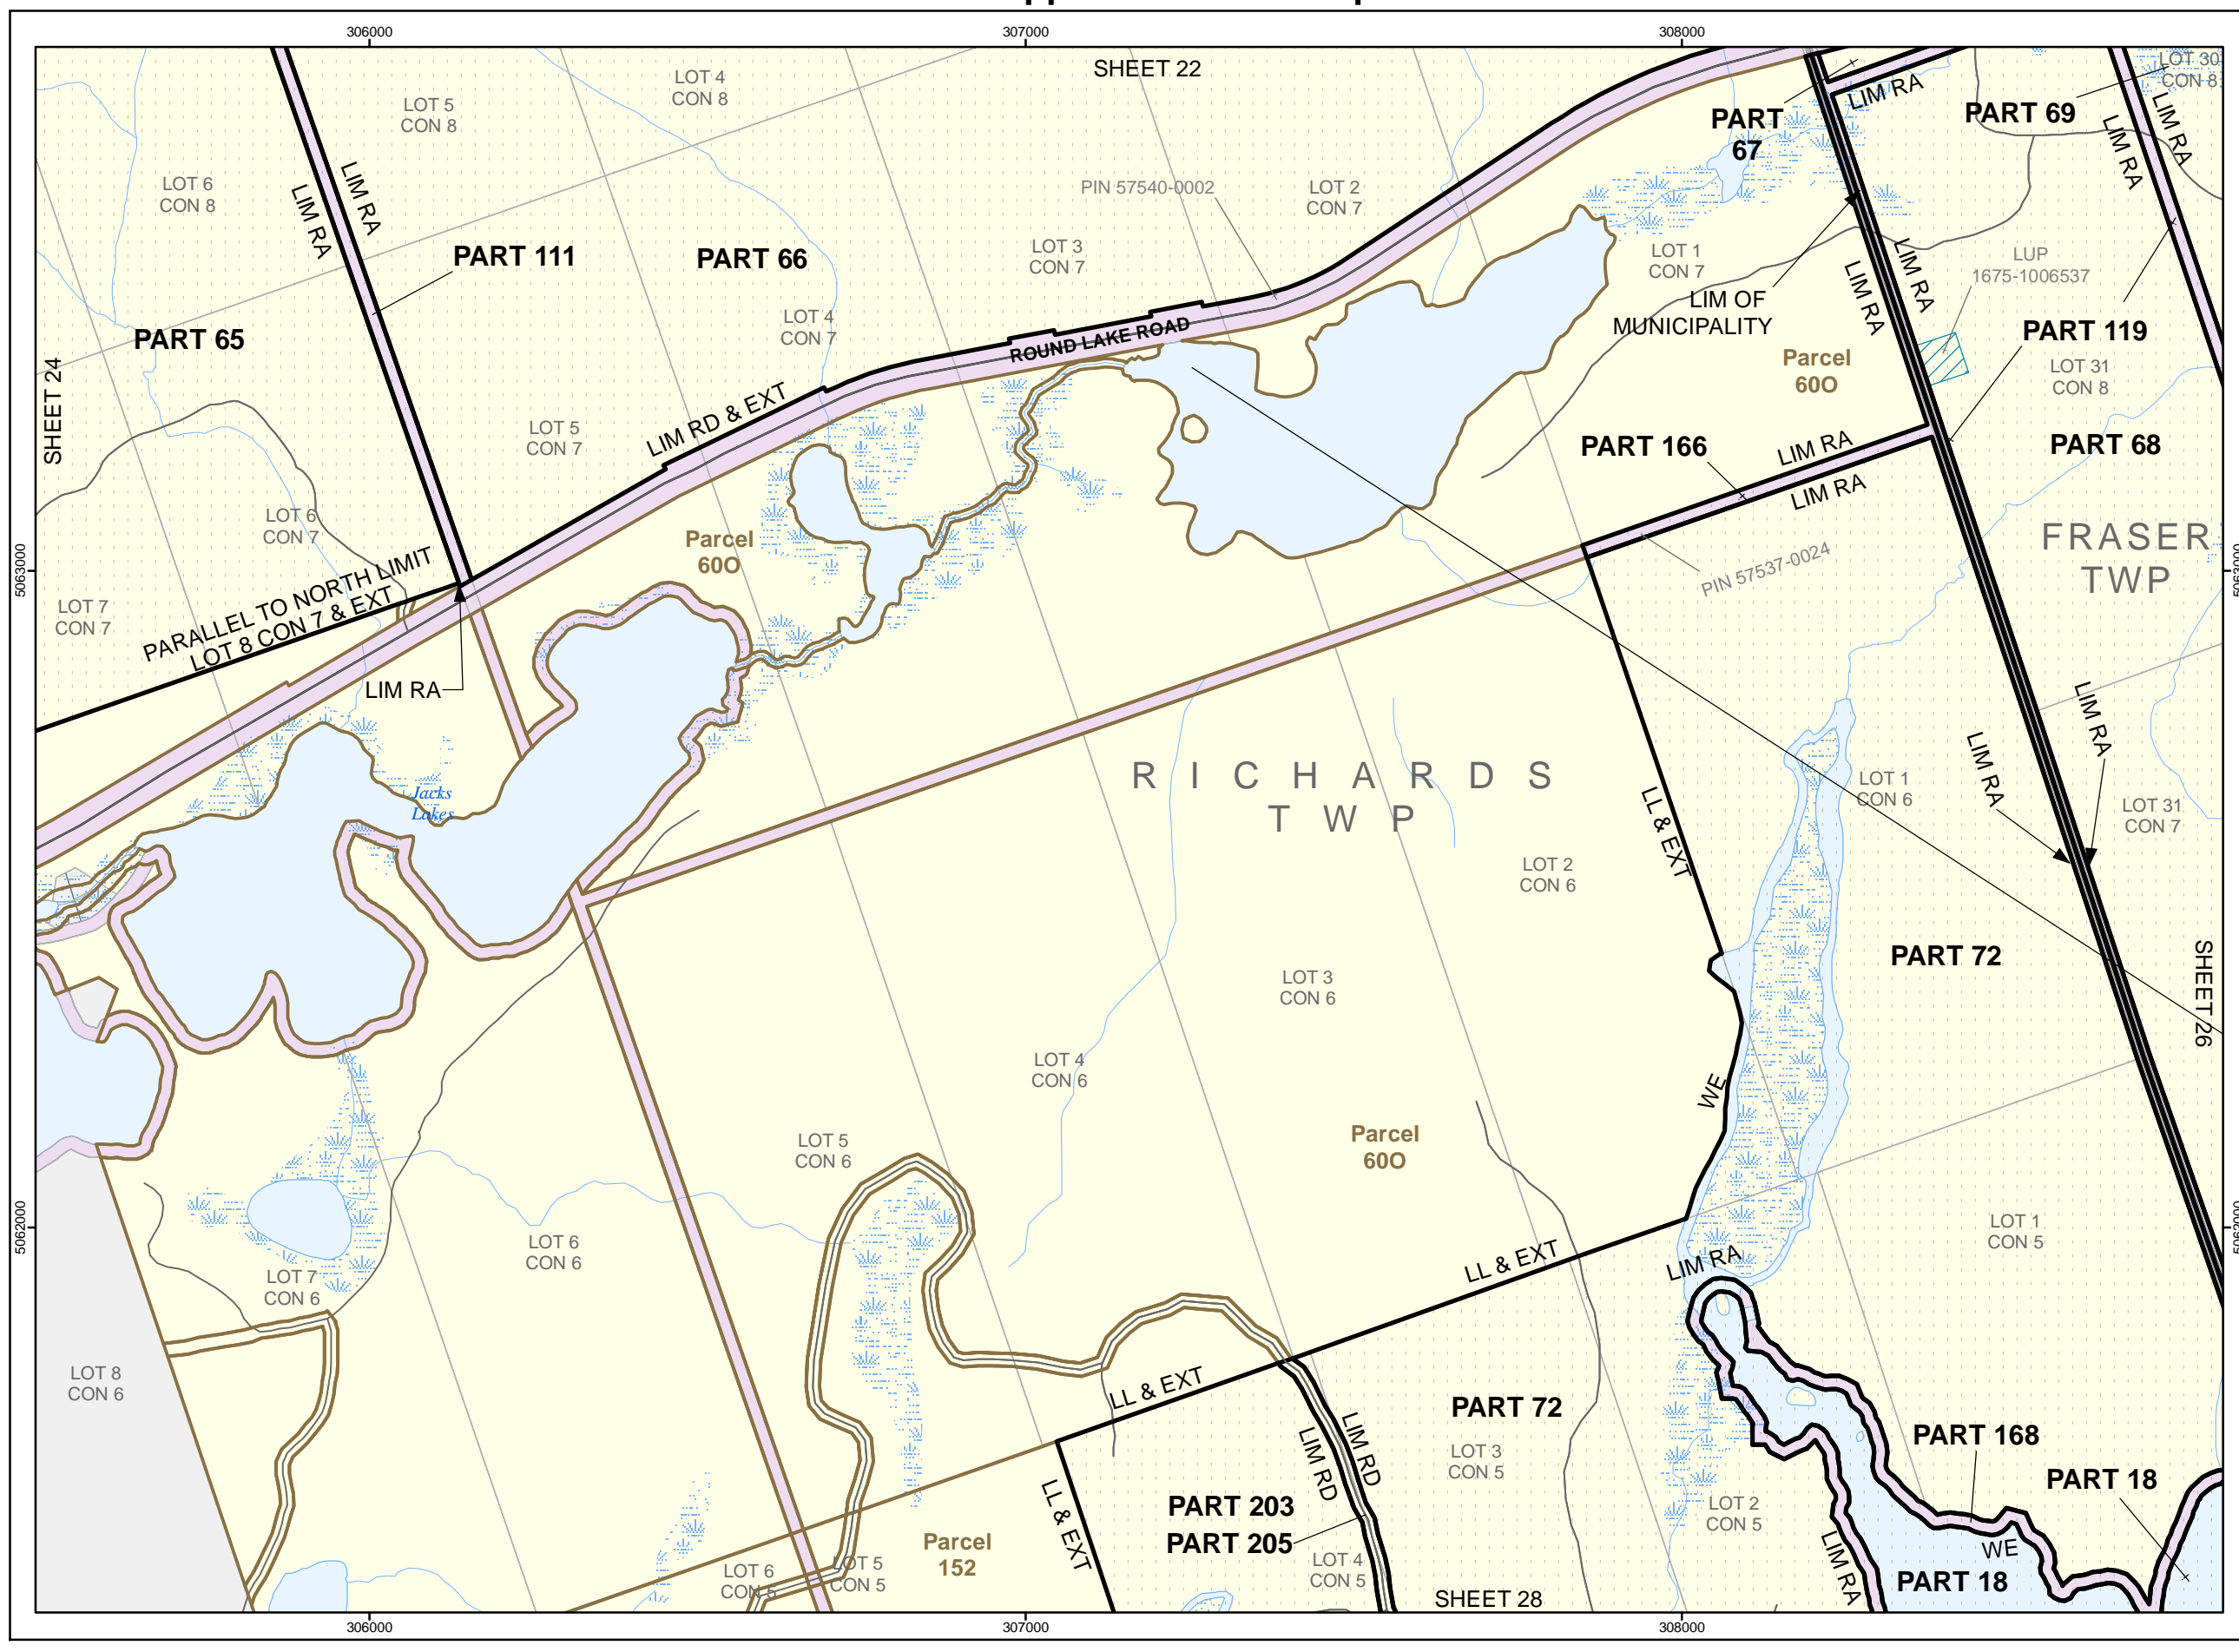 306000
307000
308000
SHEET 22
LOT 4
CON 8
LOT 5
CON 8
LOT 30
CON 8
LIM RA
PART
67
PART 69
LIM RA
LIM RA
LIM RA
LIM RA
LOT 6
CON 8
PIN 57540-0002
LOT 2
CON 7
LOT 3
CON 7
LOT 1
CON 7
LIM RA
LIM RA
LUP
1675-1006537
PART 111
PART 66
LIM OF
MUNICIPALITY
LOT 4
CON 7
PART 65
ROUND LAKE ROAD
PART 119
Parcel
60O
LOT 31
CON 8
SHEET 24
LIM RD & EXT
LOT 5
CON 7
PART 166
LIM RA
LIM RA
PART 68
LOT 6
CON 7
Parcel
60O
FRASER
TWP
5063000
5063000
PIN 57537-0024
PARALLEL TO NORTH LIMIT
LOT 8 CON 7 & EXT
LOT 7
CON 7
LIM RA
LIM RA
LIM RA
RICHARDS
TWP
Jacks
Lakes
LL & EXT
LOT 1
CON 6
LOT 31
CON 7
LOT 2
CON 6
PART 72
SHEET 26
LOT 3
CON 6
LOT 4
CON 6
WE
LOT 5
CON 6
Parcel
60O
5062000
5062000
LOT 6
CON 6
LOT 1
CON 5
LL & EXT
LIM RA
LOT 7
CON 6
LOT 8
CON 6
LL & EXT
PART 72
LIM RD
LIM RD
LOT 3
CON 5
PART 168
PART 18
LL & EXT
PART 203
PART 205
LOT 2
CON 5
Parcel
152
LOT 6
CON 5
LOT 5
CON 5
LOT 4
CON 5
WE
LIM RA
PART 18
SHEET 28
306000
307000
308000